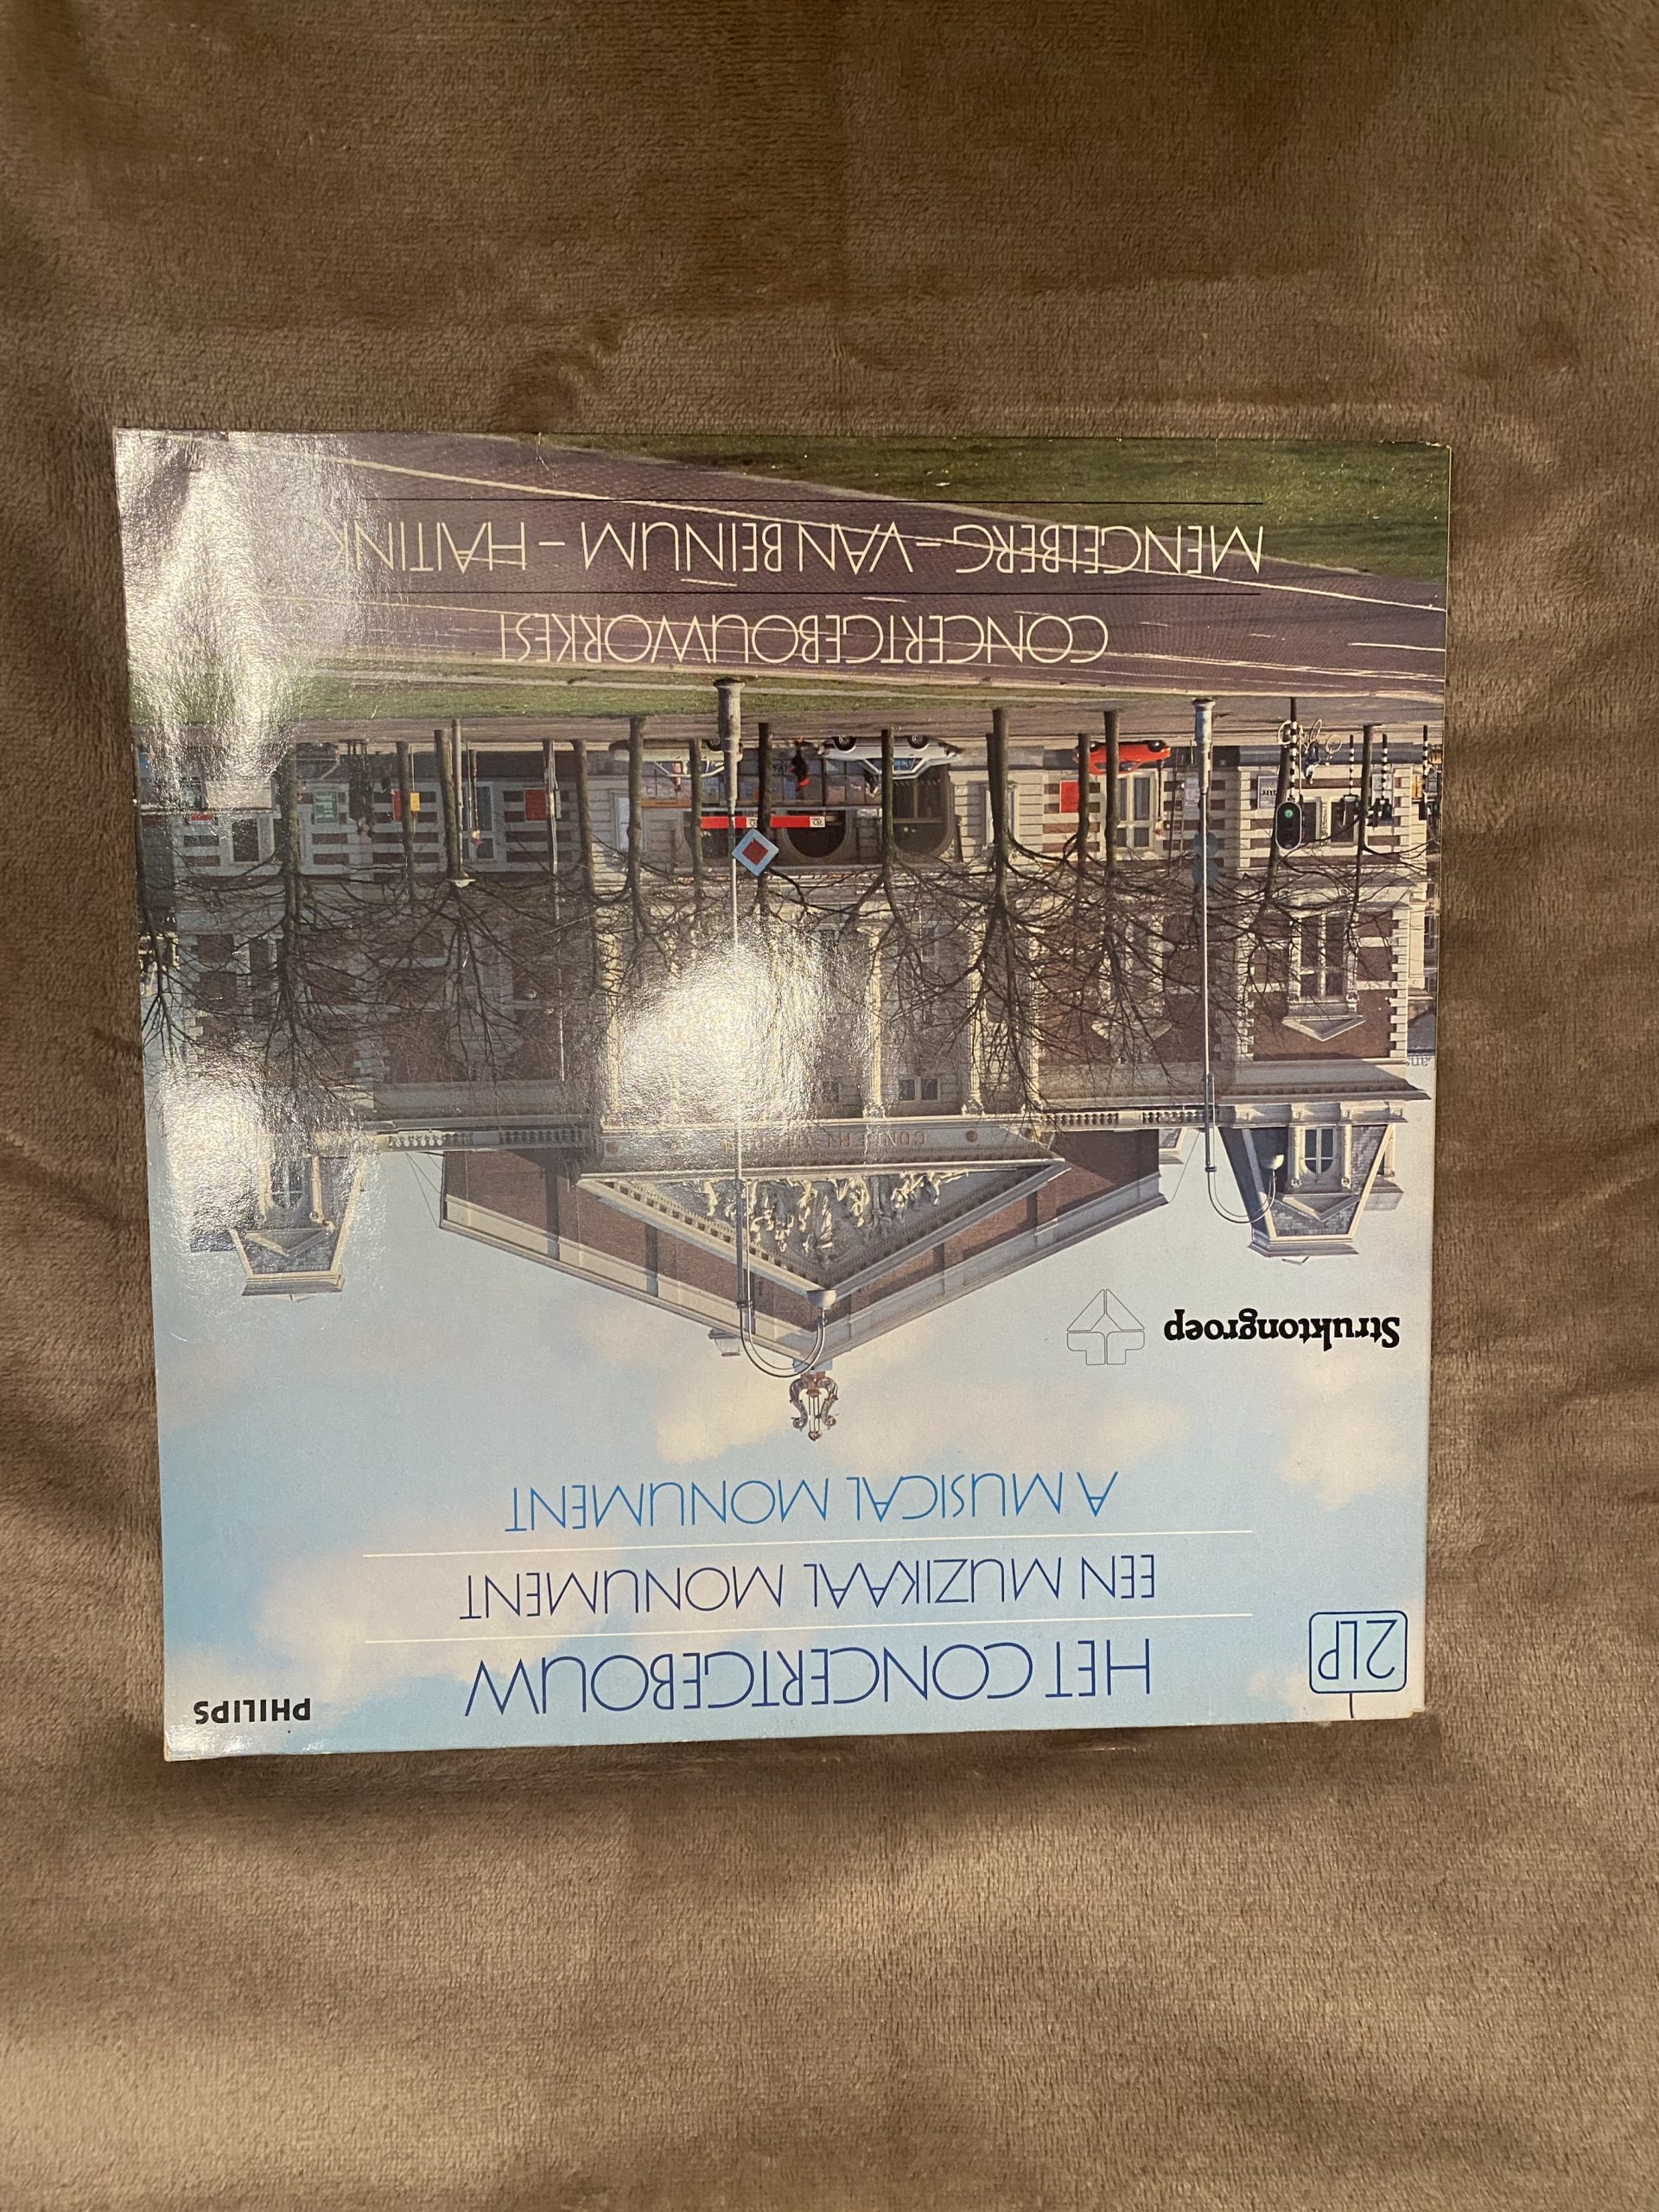 2LP
HET CONCERTGEBOUW
PHILIPS
EEN MUZIKAAL MONUMENT
A MUSICAL MONUMENT
Struktongroep
CONCERTGEBOUWORKEST
MENGELBERG – VAN BEINUM – HAITINK